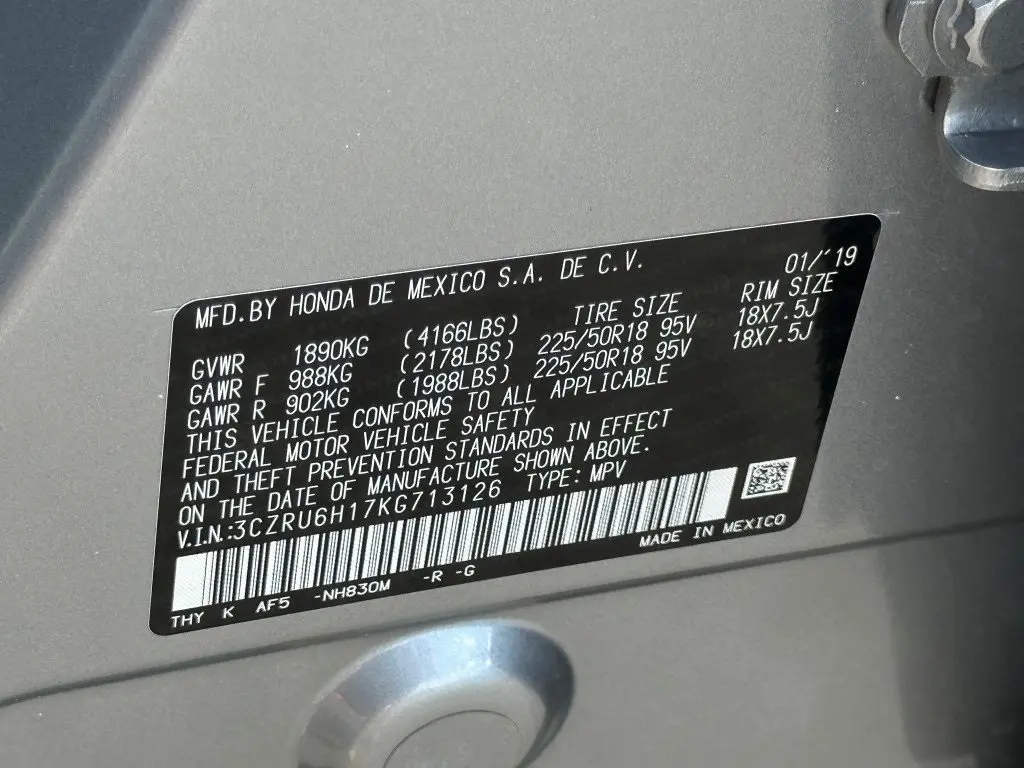 MFD.BY HONDA DE MEXICO S.A. DE C.V. 01/'19
TIRE SIZE RIM SIZE
GVWR 1890KG (4166LBS)
GAWR F 988KG (2178LBS) 225/50R18 95V 18X7.5J
GAWR R 902KG (1988LBS) 225/50R18 95V 18X7.5J
THIS VEHICLE CONFORMS TO ALL APPLICABLE
FEDERAL MOTOR VEHICLE SAFETY
AND THEFT PREVENTION STANDARDS IN EFFECT
ON THE DATE OF MANUFACTURE SHOWN ABOVE.
V.I.N.:3CZRU6H17KG713126 TYPE: MPV
MADE IN MEXICO
THY K AF5 -NH830M -R -G